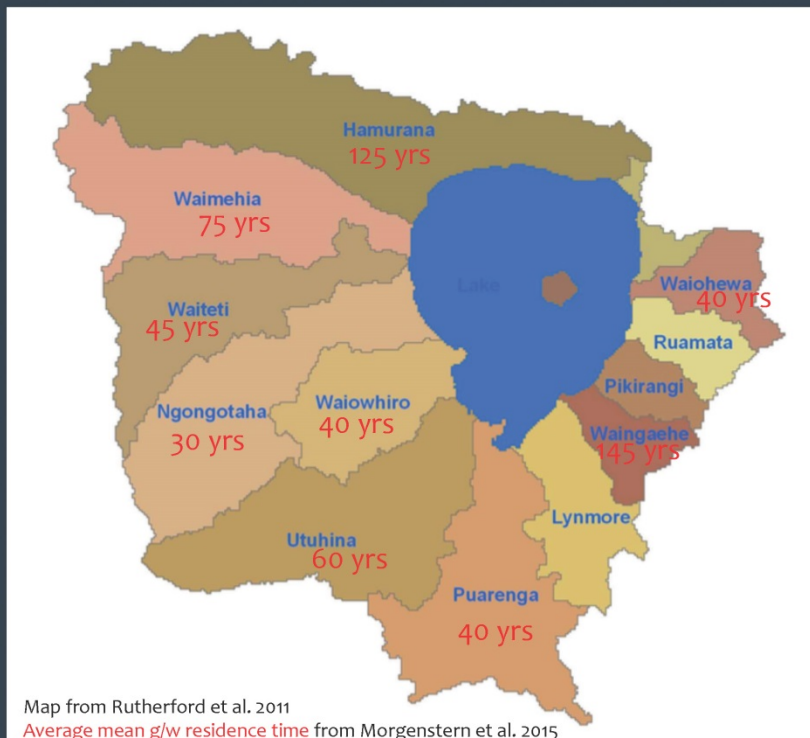 Hamurana
125 yrs
Waimehia
75 yrs
Lake
Waiohewa
40 yrs
Waiteti
45 yrs
Ruamata
Pikirangi
Ngongotaha
30 yrs
Waiowhiro
40 yrs
Waingaehe
145 yrs
Lynmore
Utuhina
60 yrs
Puarenga
40 yrs
Map from Rutherford et al. 2011
Average mean g/w residence time from Morgenstern et al. 2015